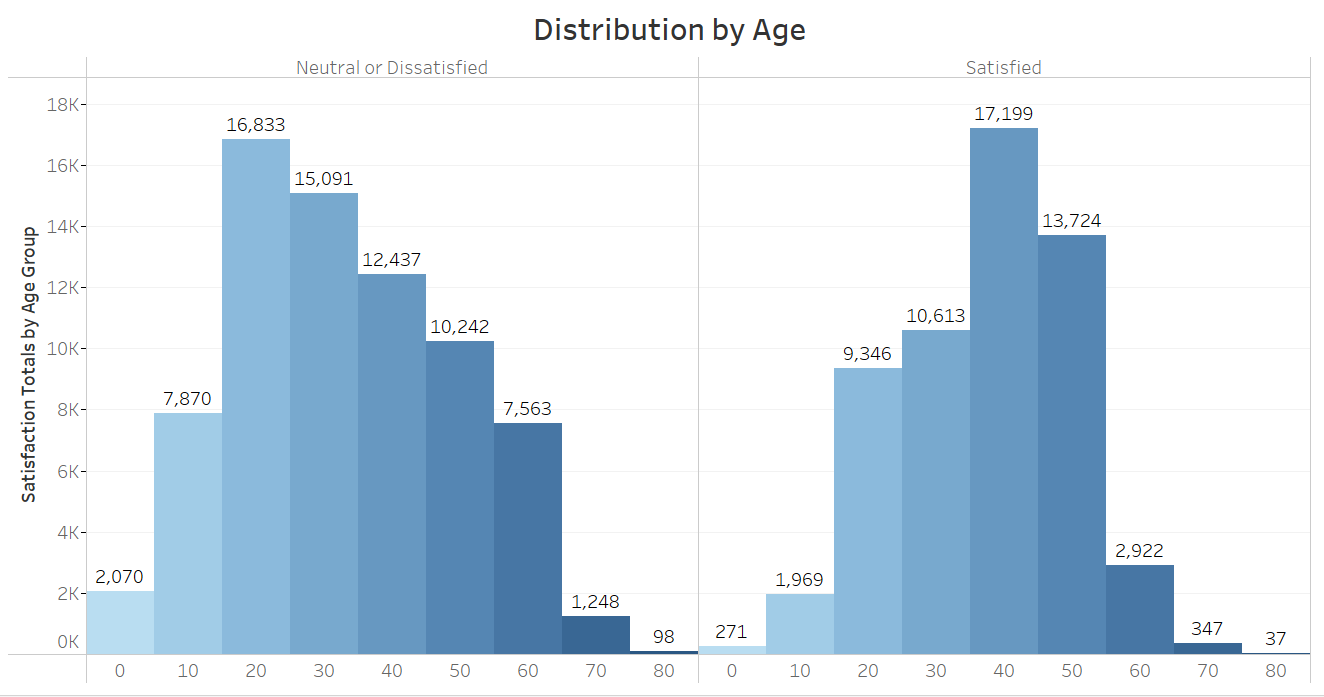 Distribution by Age
Neutral or Dissatisfied
Satisfied
Satisfaction Totals by Age Group
18K
16K
14K
12K
10K
8K
6K
4K
2K
0K
2,070
7,870
16,833
15,091
12,437
10,242
7,563
1,248
98
271
1,969
9,346
10,613
17,199
13,724
2,922
347
37
0 10 20 30 40 50 60 70 80
0 10 20 30 40 50 60 70 80